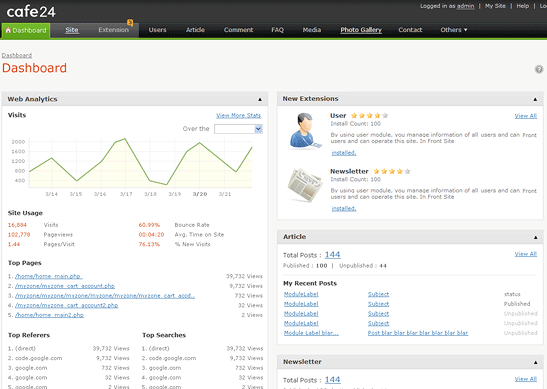 cafe24
Logged in as admin | My Site | Help | Lo
Dashboard
Site
Extension
Users
Article
Comment
FAQ
Media
Photo Gallery
Contact
Others
Dashboard
Dashboard
Web Analytics
Visits
View More Stats
Over the
2000
1600
1200
800
400
3/14 3/15 3/16 3/17 3/18 3/19 3/20 3/21
Site Usage
16,884 Visits 60.99% Bounce Rate
102,778 Pageviews 00:04:20 Avg. Time on Site
1.44 Pages/Visit 76.13% % New Visits
Top Pages
1. /home/home_main.php 39,732 Views
2. /myzone/myzone_cart_account.php 9,732 Views
3. /myzone/myzone_cart/myzone/myzone/myzone_cart_accd... 732 Views
4. /myzone/myzone_cart_account2.php 32 Views
5. /home/home_main2.php 2 Views
Top Referers
1. (direct) 39,732 Views
2. code.google.com 9,732 Views
3. google.com 732 Views
4. google.com 32 Views
5. google.com 2 Views
Top Searches
1. (direct) 39,732 Views
2. code.google.com 9,732 Views
3. google.com 732 Views
4. google.com 32 Views
5. google.com 2 Views
New Extensions
User
View All
Install Count: 100
By using user module, you manage information of all users and can Front
users and can operate this site. In Front Site
installed.
Newsletter
Install Count: 100
By using user module, you manage information of all users and can Front
users and can operate this site. In Front Site
installed.
Article
Total Posts : 144
View All
Published : 100 | Unpublished : 44
My Recent Posts
ModuleLabel Subject status
ModuleLabel Subject Published
ModuleLabel Subject Unpublished
ModuleLabel Subject Unpublished
Module Label blar... Post blar blar blar blar blar blar blar Unpublished
Newsletter
Total Posts : 144
View All